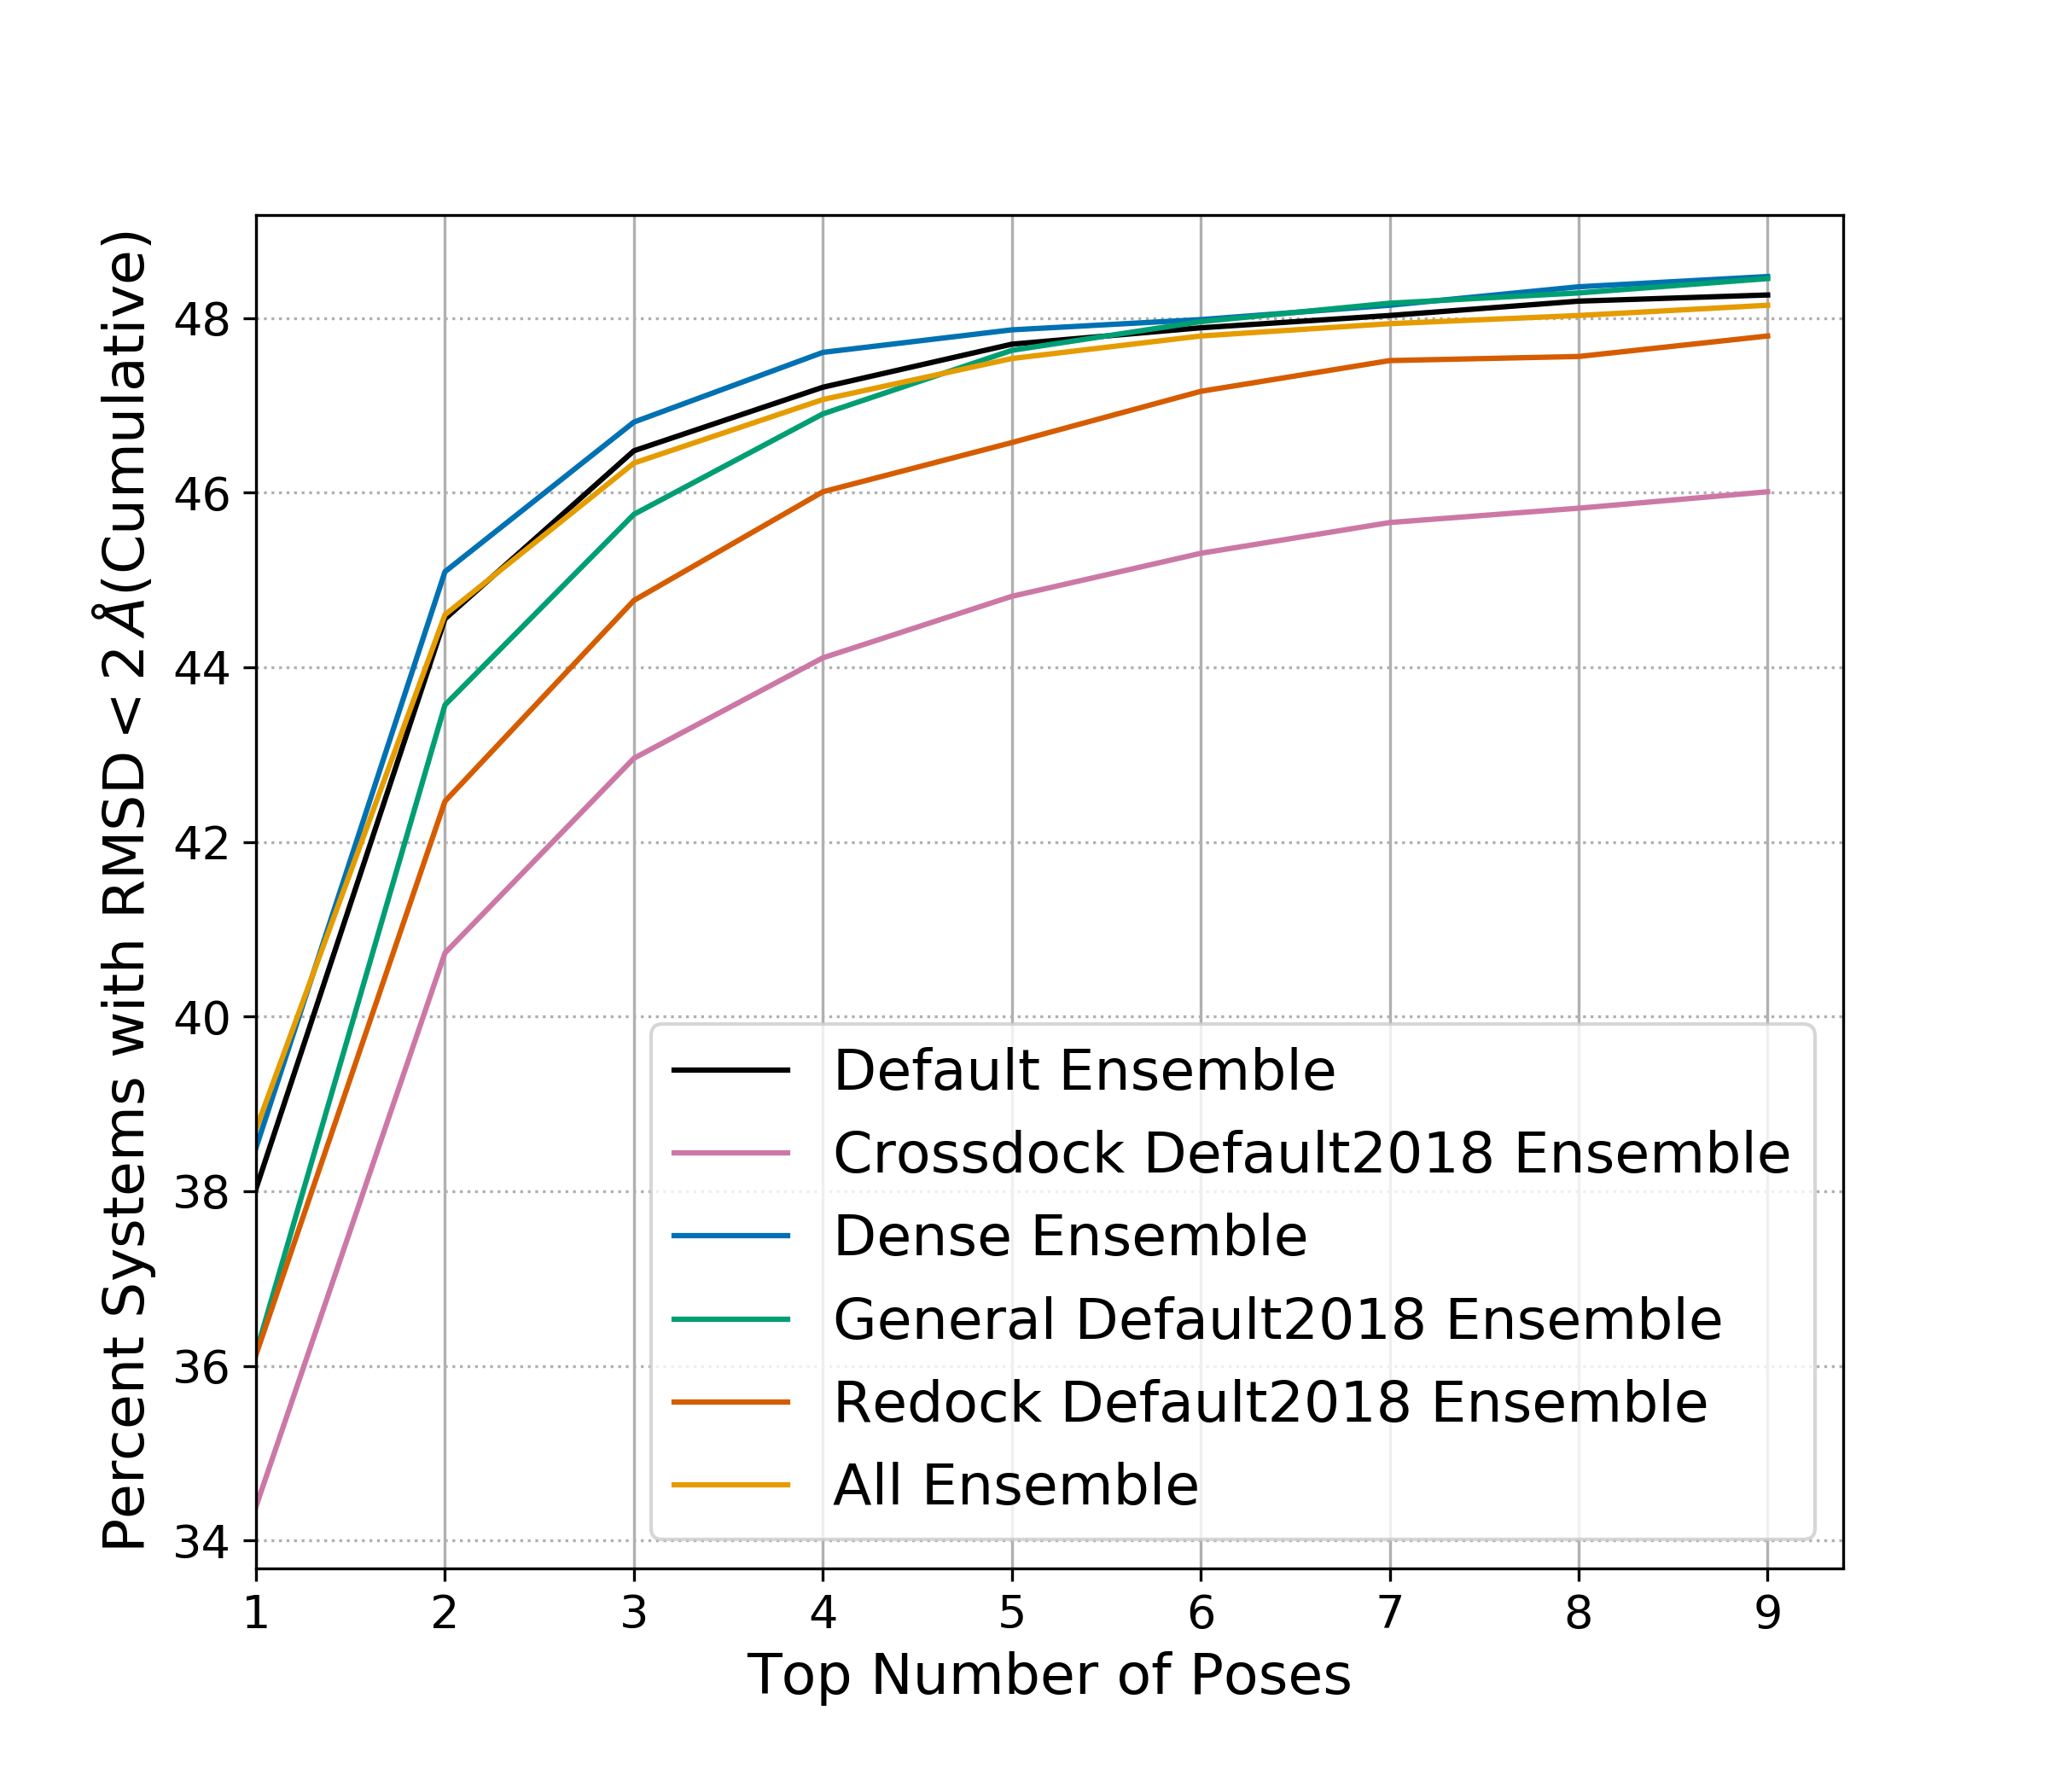 Percent Systems with RMSD < 2 Å(Cumulative)
48
46
44
42
40
38
36
34
Default Ensemble
Crossdock Default2018 Ensemble
Dense Ensemble
General Default2018 Ensemble
Redock Default2018 Ensemble
All Ensemble
1 2 3 4 5 6 7 8 9
Top Number of Poses